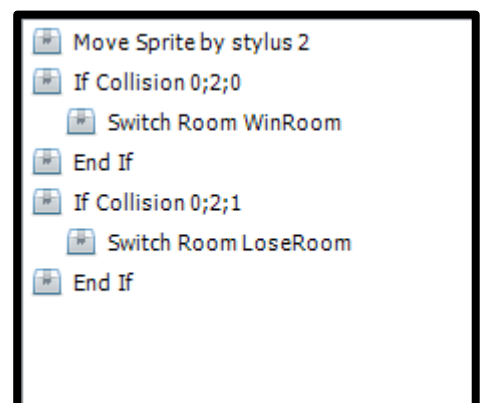 Move Sprite by stylus 2
If Collision 0;2;0
Switch Room WinRoom
End If
If Collision 0;2;1
Switch Room LoseRoom
End If